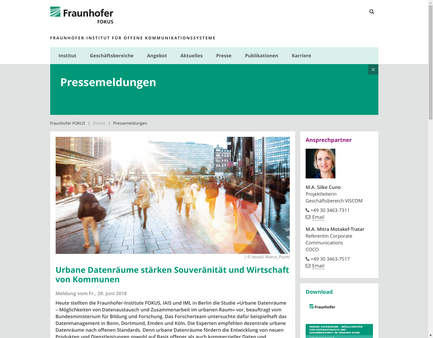 Fraunhofer
FOKUS
FRAUNHOFER-INSTITUT FÜR OFFENE KOMMUNIKATIONSSYSTEME
Institut Geschäftsbereiche Angebot Aktuelles Presse Publikationen Karriere
Pressemeldungen
Fraunhofer FOKUS | Presse | Pressemeldungen
Urbane Datenräume stärken Souveränität und Wirtschaft
von Kommunen
Meldung vom Fr., 28. Juni 2018
Heute stellten die Fraunhofer-Institute FOKUS, IAIS und IML in Berlin die Studie »Urbane Datenräume
– Möglichkeiten von Datenaustausch und Zusammenarbeit im urbanen Raum« vor, beauftragt vom
Bundesministerium für Bildung und Forschung. Das Forscherteam untersuchte dafür beispielhaft das
Datenmanagement in Bonn, Dortmund, Emden und Köln. Die Experten empfehlen dezentrale urbane
Datenräume nach offenen Standards. Denn urbane Datenräume fördern die Entwicklung von neuen
Produkten und Dienstleistungen sowohl auf Basis offener als auch kommerzieller Daten und
Ansprechpartner
M.A. Silke Cuno
Projektleiterin
Geschäftsbereich VISCOM
+49 30 3463-7311
Email
M.A. Mitra Motakef-Tratar
Referentin Corporate
Communications
COCO
+49 30 3463-7517
Email
Download
Fraunhofer